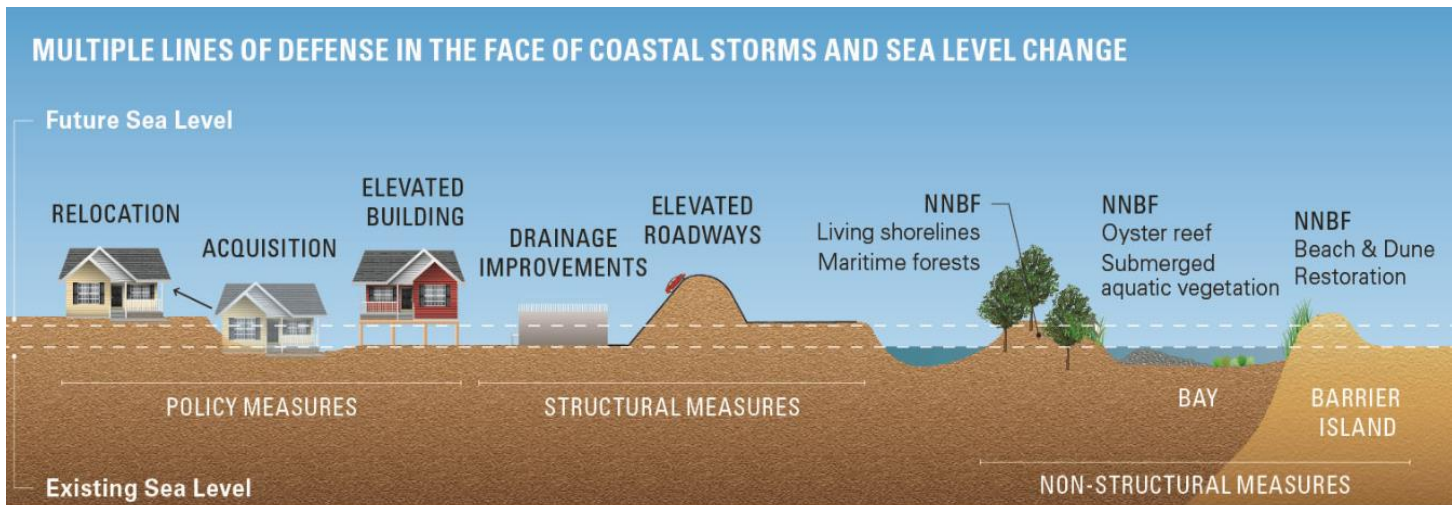 MULTIPLE LINES OF DEFENSE IN THE FACE OF COASTAL STORMS AND SEA LEVEL CHANGE
Future Sea Level
RELOCATION
ACQUISITION
ELEVATED
BUILDING
DRAINAGE
IMPROVEMENTS
ELEVATED
ROADWAYS
NNBF
Living shorelines
Maritime forests
NNBF
Oyster reef
Submerged
aquatic vegetation
NNBF
Beach & Dune
Restoration
POLICY MEASURES
STRUCTURAL MEASURES
BAY
BARRIER
ISLAND
NON-STRUCTURAL MEASURES
Existing Sea Level